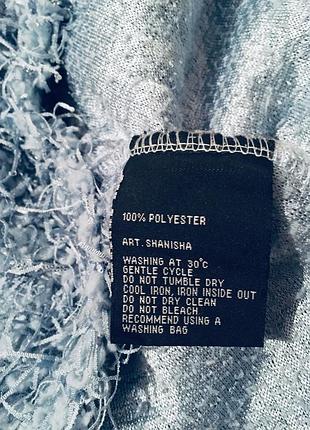 100% POLYESTER
ART. SHANISHA
WASHING AT 30°C
GENTLE CYCLE
DO NOT TUMBLE DRY
COOL IRON, IRON INSIDE OUT
DO NOT DRY CLEAN
DO NOT BLEACH
RECOMMEND USING A
WASHING BAG